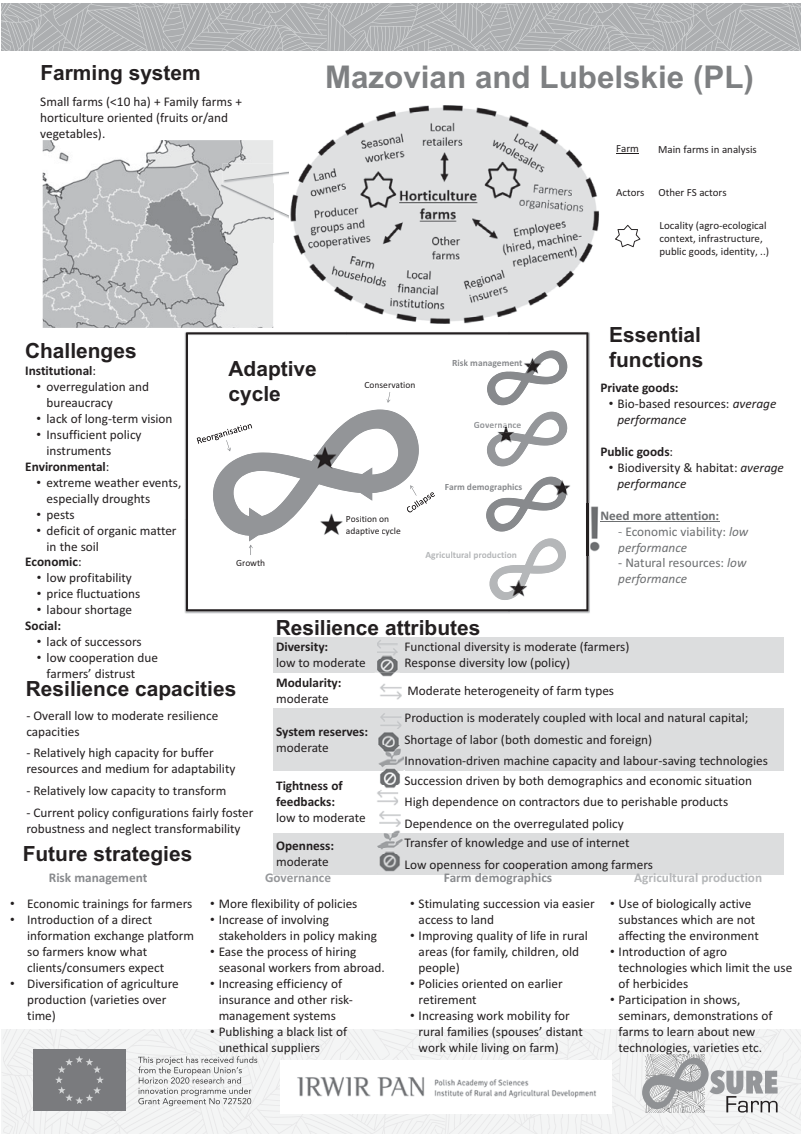 Farming system
Mazovian and Lubelskie (PL)
Small farms (<10 ha) + Family farms +
horticulture oriented (fruits or/and
vegetables).
Local
retailers
Seasonal
workers
Local
wholesalers
Land
owners
Horticulture
farms
Farmers
organisations
Producer
groups and
cooperatives
Employees
(hired, machine-
replacement)
Other
farms
Farm
households
Local
financial
institutions
Regional
insurers
Farm Main farms in analysis
Actors Other FS actors
Locality (agro-ecological
context, infrastructure,
public goods, identity, ..)
Challenges
Institutional:
• overregulation and
bureaucracy
• lack of long-term vision
• Insufficient policy
instruments
Environmental:
• extreme weather events,
especially droughts
• pests
• deficit of organic matter
in the soil
Economic:
• low profitability
• price fluctuations
• labour shortage
Social:
• lack of successors
• low cooperation due
farmers’ distrust
Adaptive
cycle
Conservation
Reorganisation
Collapse
Growth
Position on
adaptive cycle
Risk management
Governance
Farm demographics
Agricultural production
Essential
functions
Private goods:
• Bio-based resources: average
performance
Public goods:
• Biodiversity & habitat: average
performance
!
Need more attention:
- Economic viability: low
performance
- Natural resources: low
performance
Resilience attributes
Diversity:
low to moderate
Functional diversity is moderate (farmers)
Response diversity low (policy)
Modularity:
moderate
Moderate heterogeneity of farm types
System reserves:
moderate
Production is moderately coupled with local and natural capital;
Shortage of labor (both domestic and foreign)
Innovation-driven machine capacity and labour-saving technologies
Tightness of
feedbacks:
low to moderate
Succession driven by both demographics and economic situation
High dependence on contractors due to perishable products
Dependence on the overregulated policy
Openness:
moderate
Transfer of knowledge and use of internet
Low openness for cooperation among farmers
Resilience capacities
- Overall low to moderate resilience
capacities
- Relatively high capacity for buffer
resources and medium for adaptability
- Relatively low capacity to transform
- Current policy configurations fairly foster
robustness and neglect transformability
Future strategies
Risk management
• Economic trainings for farmers
• Introduction of a direct
information exchange platform
so farmers know what
clients/consumers expect
• Diversification of agriculture
production (varieties over
time)
Governance
• More flexibility of policies
• Increase of involving
stakeholders in policy making
• Ease the process of hiring
seasonal workers from abroad.
• Increasing efficiency of
insurance and other risk-
management systems
• Publishing a black list of
unethical suppliers
Farm demographics
• Stimulating succession via easier
access to land
• Improving quality of life in rural
areas (for family, children, old
people)
• Policies oriented on earlier
retirement
• Increasing work mobility for
rural families (spouses’ distant
work while living on farm)
Agricultural production
• Use of biologically active
substances which are not
affecting the environment
• Introduction of agro
technologies which limit the use
of herbicides
• Participation in shows,
seminars, demonstrations of
farms to learn about new
technologies, varieties etc.
This project has received funds
from the European Union’s
Horizon 2020 research and
innovation programme under
Grant Agreement No 727520
IRWIR PAN
Polish Academy of Sciences
Institute of Rural and Agricultural Development
SURE
Farm